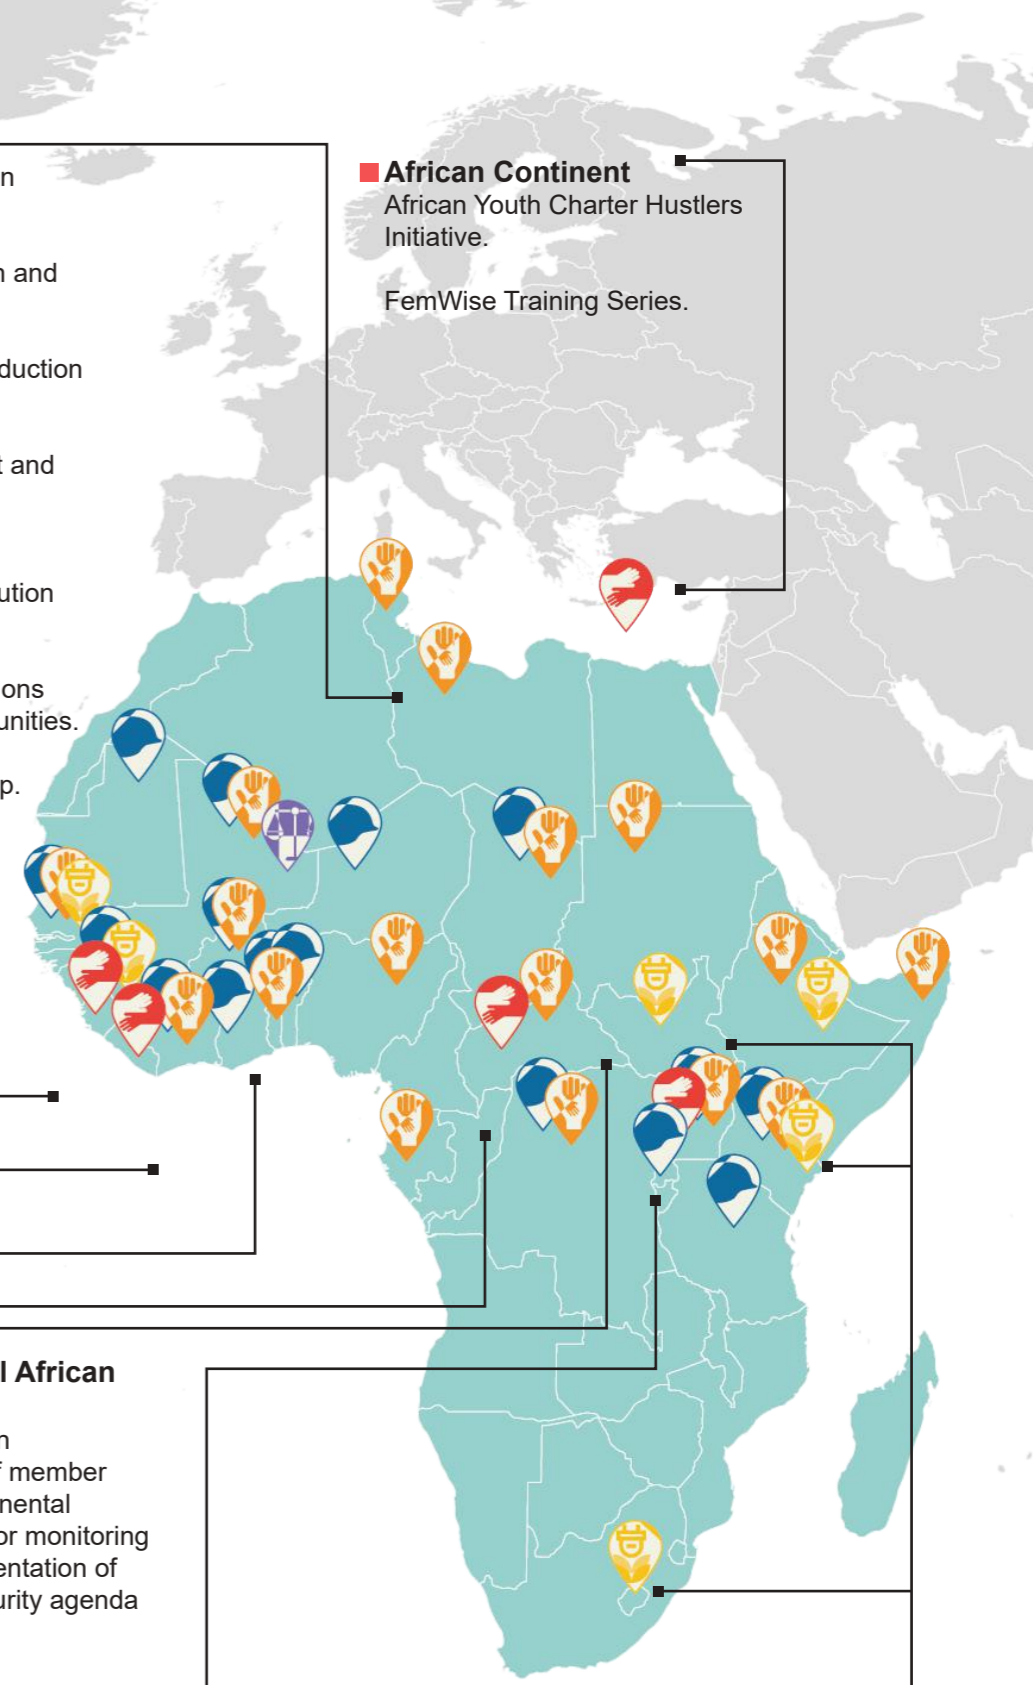 n
n and
duction
t and
ution
ons
unities.
p.
African Continent
African Youth Charter Hustlers
Initiative.
FemWise Training Series.
l African
n
f member
nental
or monitoring
entation of
urity agenda